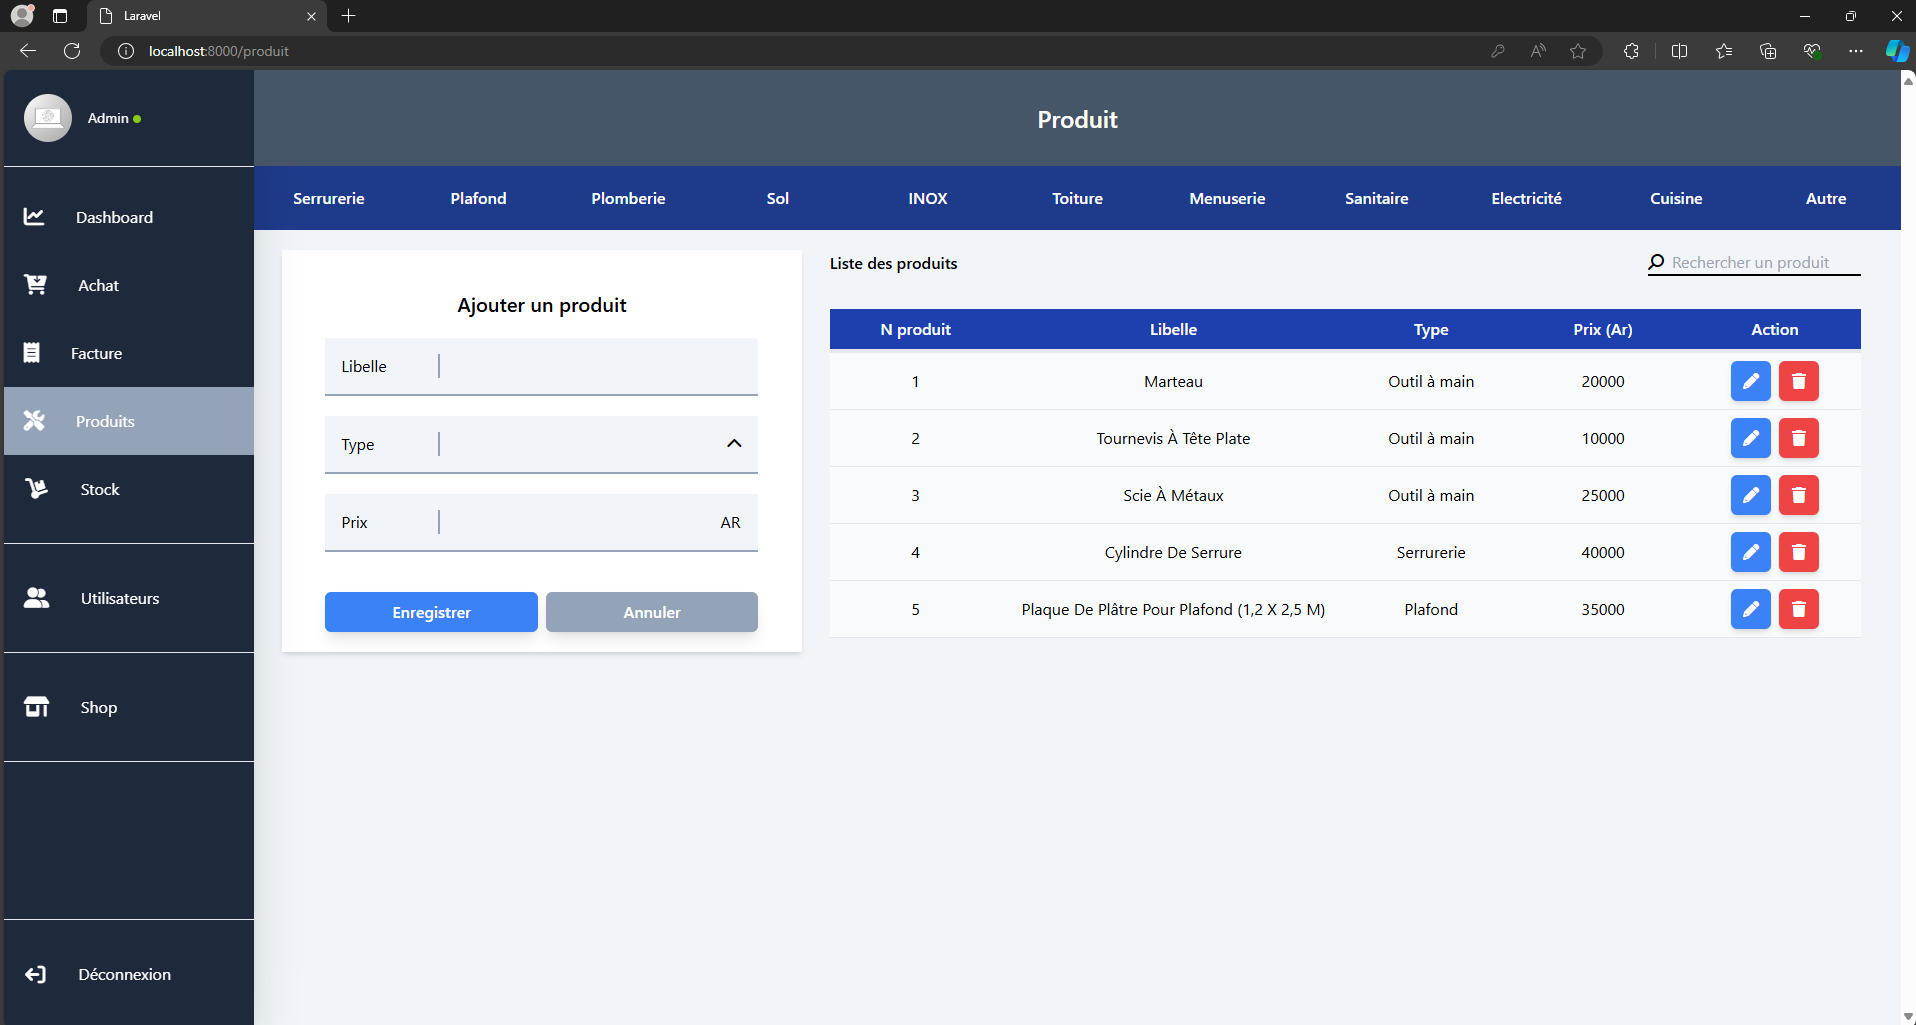 Laravel
localhost:8000/produit
Admin
Produit
Dashboard
Achat
Facture
Produits
Stock
Utilisateurs
Shop
Déconnexion
Serrurerie Plafond Plomberie Sol INOX Toiture Menuserie Sanitaire Electricité Cuisine Autre
Ajouter un produit
Libelle
Type
Prix AR
Enregistrer Annuler
Liste des produits Rechercher un produit
N produit Libelle Type Prix (Ar) Action
1 Marteau Outil à main 20000
2 Tournevis À Tête Plate Outil à main 10000
3 Scie À Métaux Outil à main 25000
4 Cylindre De Serrure Serrurerie 40000
5 Plaque De Plâtre Pour Plafond (1,2 X 2,5 M) Plafond 35000